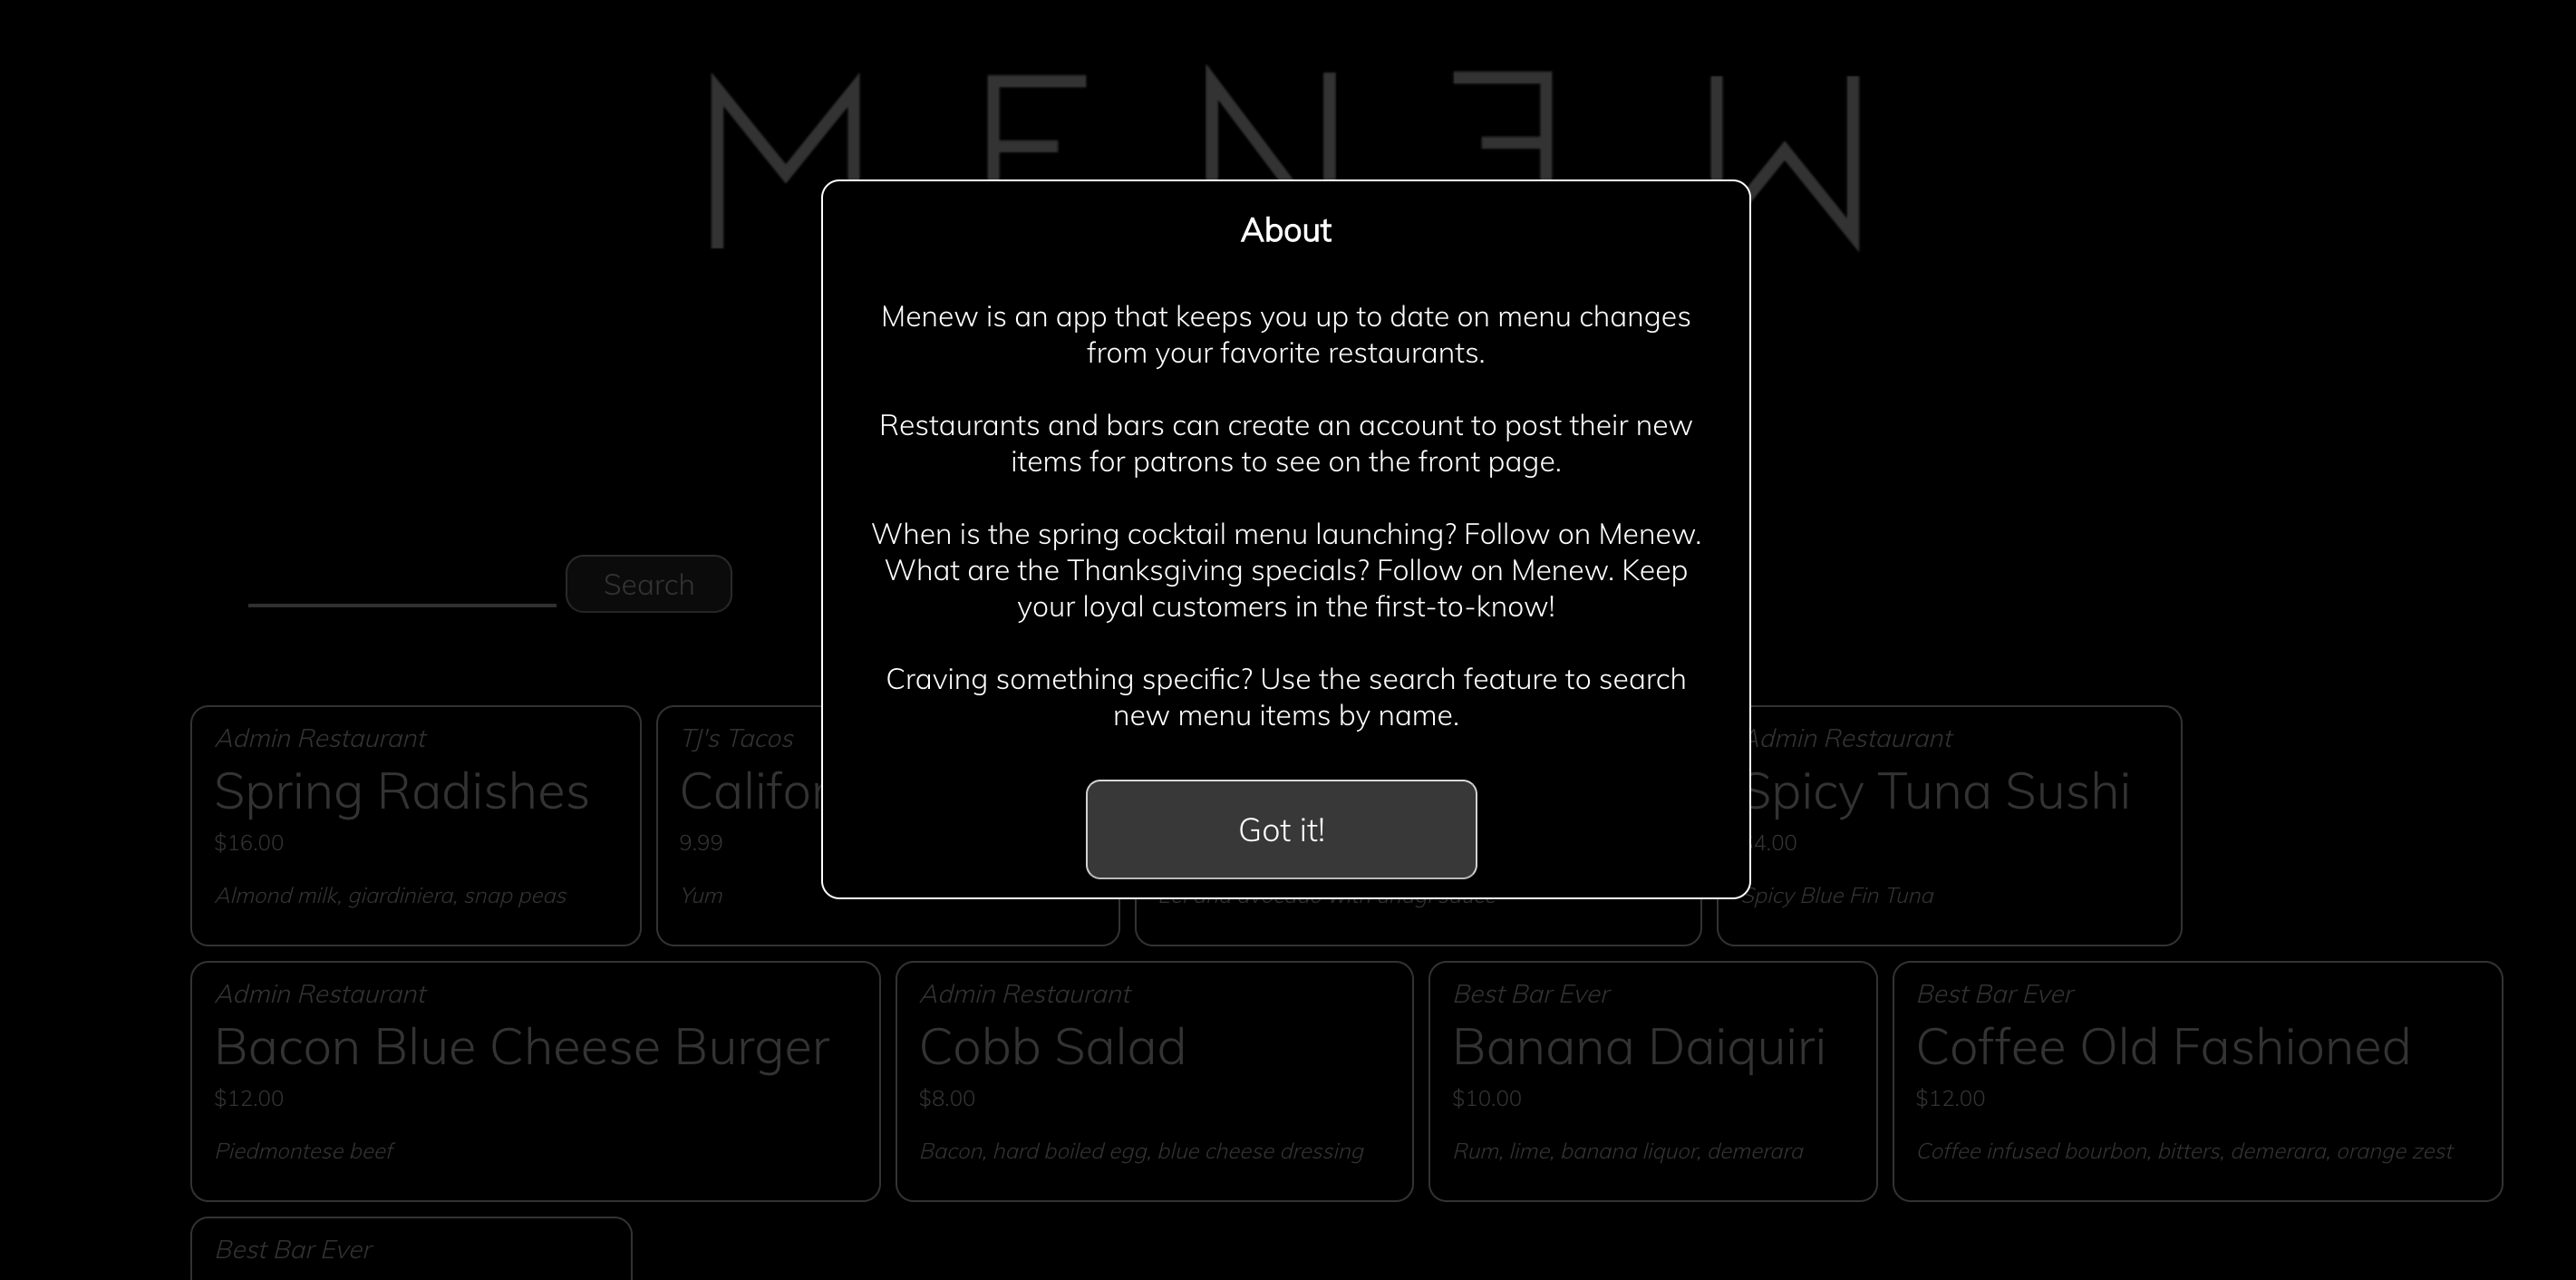 MENEW
About
Menew is an app that keeps you up to date on menu changes
from your favorite restaurants.
Restaurants and bars can create an account to post their new
items for patrons to see on the front page.
When is the spring cocktail menu launching? Follow on Menew.
What are the Thanksgiving specials? Follow on Menew. Keep
your loyal customers in the first-to-know!
Craving something specific? Use the search feature to search
new menu items by name.
Got it!
Search
Admin Restaurant
Spring Radishes
$16.00
Almond milk, giardiniera, snap peas
TJ's Tacos
9.99
Yum
Eel and avocado with unagi sauce
Admin Restaurant
Spicy Tuna Sushi
4.00
Spicy Blue Fin Tuna
Admin Restaurant
Bacon Blue Cheese Burger
$12.00
Piedmontese beef
Admin Restaurant
Cobb Salad
$8.00
Bacon, hard boiled egg, blue cheese dressing
Best Bar Ever
Banana Daiquiri
$10.00
Rum, lime, banana liquor, demerara
Best Bar Ever
Coffee Old Fashioned
$12.00
Coffee infused bourbon, bitters, demerara, orange zest
Best Bar Ever